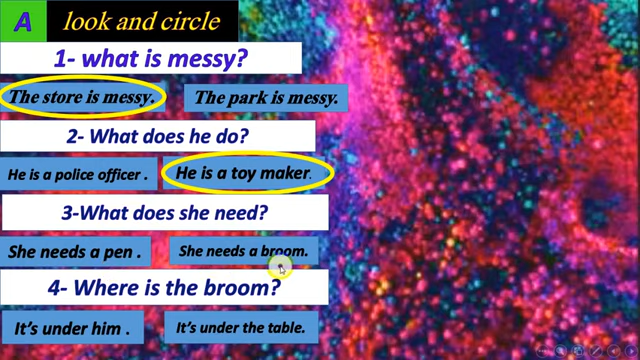 A look and circle
1- what is messy?
The store is messy. The park is messy.
2- What does he do?
He is a police officer . He is a toy maker.
3-What does she need?
She needs a pen . She needs a broom.
4- Where is the broom?
It's under him . It's under the table.